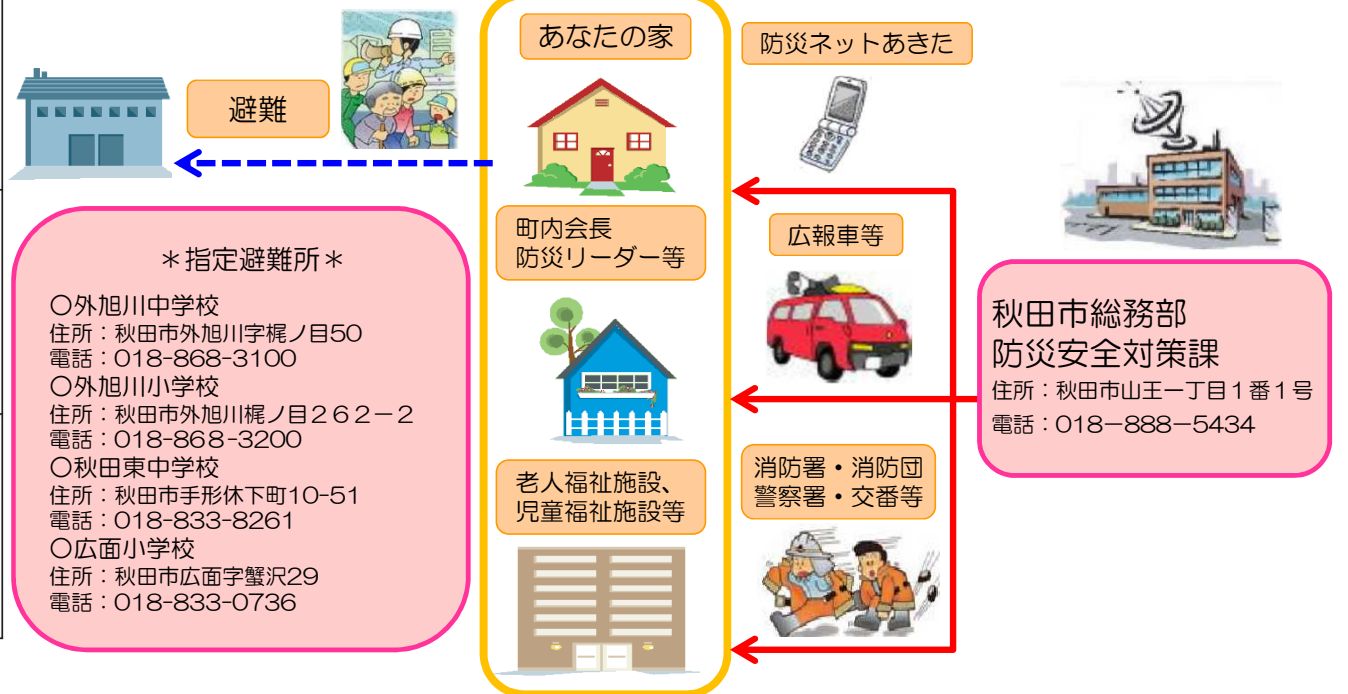 避難
あなたの家
町内会長
防災リーダー等
老人福祉施設、
児童福祉施設等
防災ネットあきた
広報車等
消防署・消防団
警察署・交番等
＊指定避難所＊
〇外旭川中学校
住所：秋田市外旭川字梶ノ目50
電話：018-868-3100
〇外旭川小学校
住所：秋田市外旭川梶ノ目２６２－２
電話：018-868-3200
〇秋田東中学校
住所：秋田市手形休下町10-51
電話：018-833-8261
〇広面小学校
住所：秋田市広面字蟹沢29
電話：018-833-0736
秋田市総務部
防災安全対策課
住所：秋田市山王一丁目１番１号
電話：018－888－5434